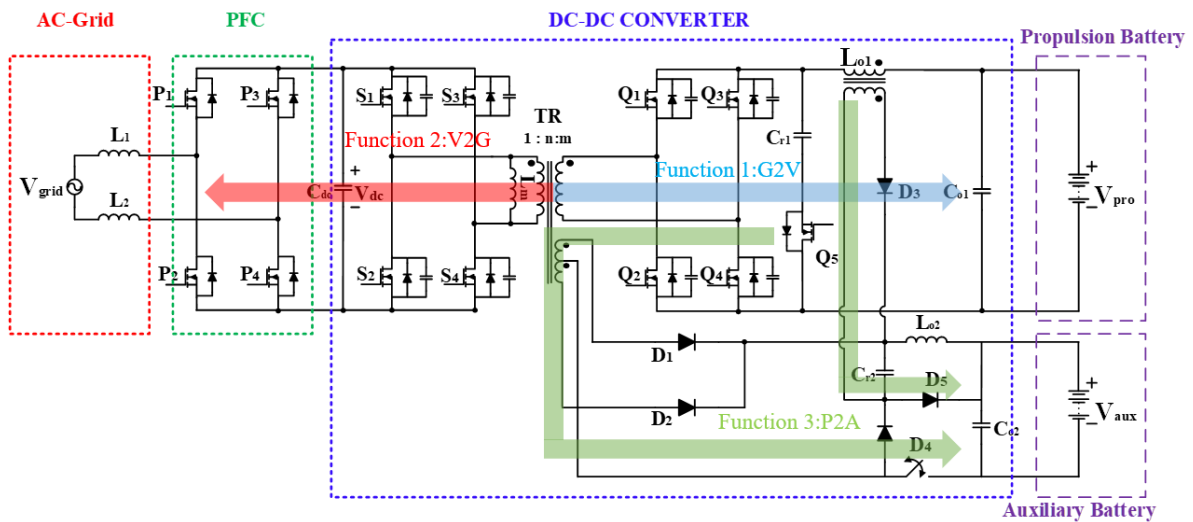 AC-Grid
PFC
DC-DC CONVERTER
Propulsion Battery
P1
P3
S1
S3
TR
1 : n:m
Q1
Q3
Lo1
Cr1
L1
Function 2:V2G
Function 1:G2V
Vgrid
L2
Cdc
+
Vdc
−
Lm
D3
Co1
+
−Vpro
P2
P4
S2
S4
Q2
Q4
Q5
Lo2
D1
Cr2
D5
+
−Vaux
D2
Function 3:P2A
D4
Co2
Auxiliary Battery